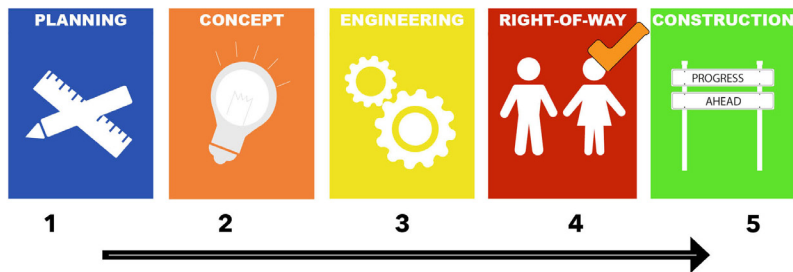 PLANNING
CONCEPT
ENGINEERING
RIGHT-OF-WAY
CONSTRUCTION
PROGRESS
AHEAD
1 2 3 4 5